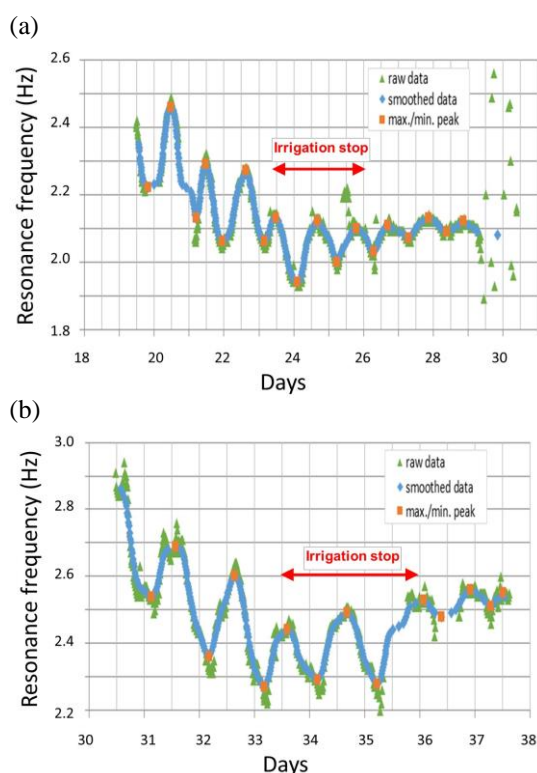 (a)
Resonance frequency (Hz)
2.6
2.4
2.2
2.0
1.8
raw data
smoothed data
max./min. peak
Irrigation stop
18 20 22 24 26 28 30
Days
(b)
Resonance frequency (Hz)
3.0
2.8
2.6
2.4
2.2
raw data
smoothed data
max./min. peak
Irrigation stop
30 31 32 33 34 35 36 37 38
Days